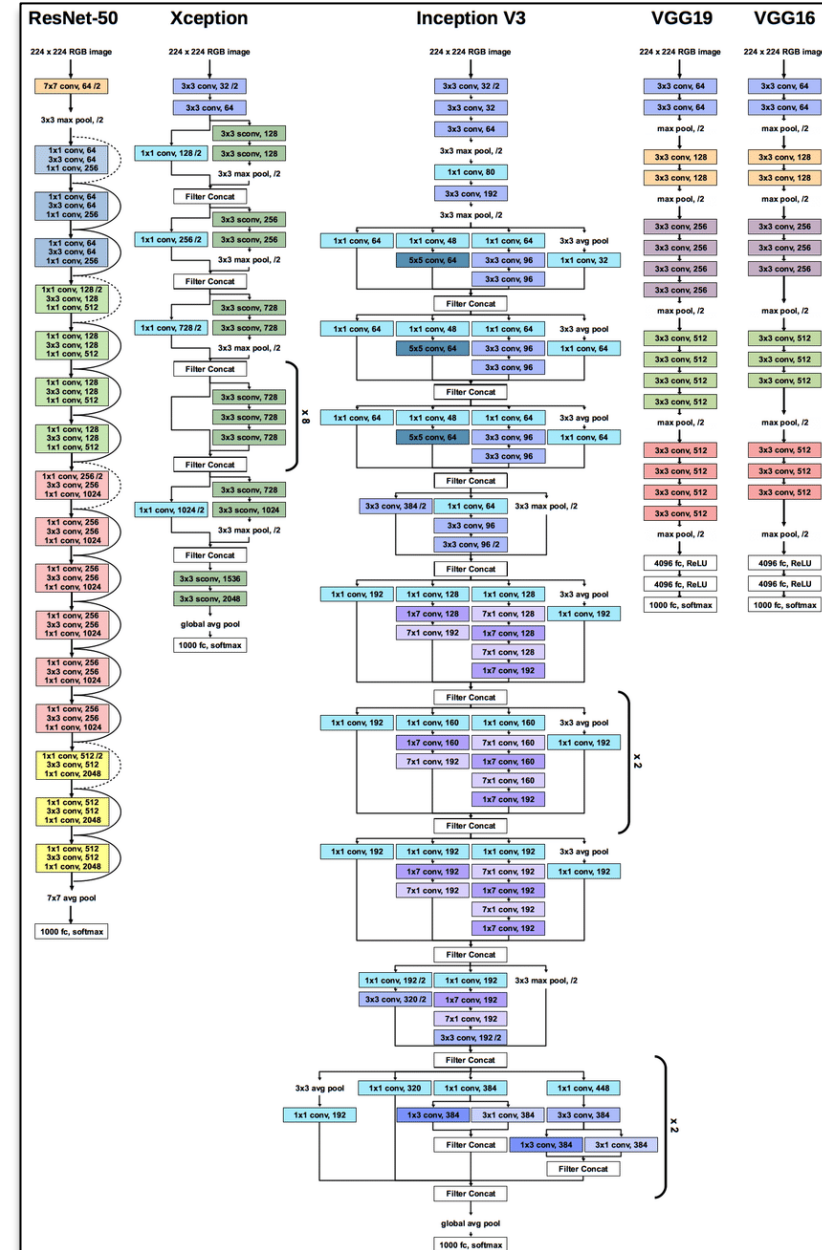 ResNet-50
224 x 224 RGB image
7x7 conv, 64 /2
3x3 max pool, /2
1x1 conv, 64
3x3 conv, 64
1x1 conv, 256
1x1 conv, 64
3x3 conv, 64
1x1 conv, 256
1x1 conv, 64
3x3 conv, 64
1x1 conv, 256
1x1 conv, 128 /2
3x3 conv, 128
1x1 conv, 512
1x1 conv, 128
3x3 conv, 128
1x1 conv, 512
1x1 conv, 128
3x3 conv, 128
1x1 conv, 512
1x1 conv, 128
3x3 conv, 128
1x1 conv, 512
1x1 conv, 256 /2
3x3 conv, 256
1x1 conv, 1024
1x1 conv, 256
3x3 conv, 256
1x1 conv, 1024
1x1 conv, 256
3x3 conv, 256
1x1 conv, 1024
1x1 conv, 256
3x3 conv, 256
1x1 conv, 1024
1x1 conv, 256
3x3 conv, 256
1x1 conv, 1024
1x1 conv, 256
3x3 conv, 256
1x1 conv, 1024
1x1 conv, 512 /2
3x3 conv, 512
1x1 conv, 2048
1x1 conv, 512
3x3 conv, 512
1x1 conv, 2048
1x1 conv, 512
3x3 conv, 512
1x1 conv, 2048
7x7 avg pool
1000 fc, softmax
Xception
224 x 224 RGB image
3x3 conv, 32 /2
3x3 conv, 64
3x3 sconv, 128
1x1 conv, 128 /2 3x3 sconv, 128
3x3 max pool, /2
Filter Concat
3x3 sconv, 256
1x1 conv, 256 /2 3x3 sconv, 256
3x3 max pool, /2
Filter Concat
3x3 sconv, 728
1x1 conv, 728 /2 3x3 sconv, 728
3x3 max pool, /2
Filter Concat
3x3 sconv, 728
3x3 sconv, 728
3x3 sconv, 728
x 8
Filter Concat
3x3 sconv, 728
1x1 conv, 1024 /2 3x3 sconv, 1024
3x3 max pool, /2
Filter Concat
3x3 sconv, 1536
3x3 sconv, 2048
global avg pool
1000 fc, softmax
Inception V3
224 x 224 RGB image
3x3 conv, 32 /2
3x3 conv, 32
3x3 conv, 64
3x3 max pool, /2
1x1 conv, 80
3x3 conv, 192
3x3 max pool, /2
1x1 conv, 64 1x1 conv, 48 1x1 conv, 64 3x3 avg pool
5x5 conv, 64 3x3 conv, 96 1x1 conv, 32
3x3 conv, 96
Filter Concat
1x1 conv, 64 1x1 conv, 48 1x1 conv, 64 3x3 avg pool
5x5 conv, 64 3x3 conv, 96 1x1 conv, 64
3x3 conv, 96
Filter Concat
1x1 conv, 64 1x1 conv, 48 1x1 conv, 64 3x3 avg pool
5x5 conv, 64 3x3 conv, 96 1x1 conv, 64
3x3 conv, 96
Filter Concat
3x3 conv, 384 /2 1x1 conv, 64 3x3 max pool, /2
3x3 conv, 96
3x3 conv, 96 /2
Filter Concat
1x1 conv, 192 1x1 conv, 128 1x1 conv, 128 3x3 avg pool
1x7 conv, 128 7x1 conv, 128 1x1 conv, 192
7x1 conv, 192 1x7 conv, 128
7x1 conv, 128
1x7 conv, 192
Filter Concat
1x1 conv, 192 1x1 conv, 160 1x1 conv, 160 3x3 avg pool
1x7 conv, 160 7x1 conv, 160 1x1 conv, 192
7x1 conv, 192 1x7 conv, 160
7x1 conv, 160
1x7 conv, 192
x 2
Filter Concat
1x1 conv, 192 1x1 conv, 192 1x1 conv, 192 3x3 avg pool
1x7 conv, 192 7x1 conv, 192 1x1 conv, 192
7x1 conv, 192 1x7 conv, 192
7x1 conv, 192
1x7 conv, 192
Filter Concat
1x1 conv, 192 /2 1x1 conv, 192 3x3 max pool, /2
3x3 conv, 320 /2 1x7 conv, 192
7x1 conv, 192
3x3 conv, 192 /2
Filter Concat
3x3 avg pool 1x1 conv, 320 1x1 conv, 384 1x1 conv, 448
1x1 conv, 192 1x3 conv, 384 3x1 conv, 384 3x3 conv, 384
Filter Concat 1x3 conv, 384 3x1 conv, 384
Filter Concat
x 2
Filter Concat
global avg pool
1000 fc, softmax
VGG19
224 x 224 RGB image
3x3 conv, 64
3x3 conv, 64
max pool, /2
3x3 conv, 128
3x3 conv, 128
max pool, /2
3x3 conv, 256
3x3 conv, 256
3x3 conv, 256
3x3 conv, 256
max pool, /2
3x3 conv, 512
3x3 conv, 512
3x3 conv, 512
3x3 conv, 512
max pool, /2
3x3 conv, 512
3x3 conv, 512
3x3 conv, 512
3x3 conv, 512
max pool, /2
4096 fc, ReLU
4096 fc, ReLU
1000 fc, softmax
VGG16
224 x 224 RGB image
3x3 conv, 64
3x3 conv, 64
max pool, /2
3x3 conv, 128
3x3 conv, 128
max pool, /2
3x3 conv, 256
3x3 conv, 256
3x3 conv, 256
max pool, /2
3x3 conv, 512
3x3 conv, 512
3x3 conv, 512
max pool, /2
3x3 conv, 512
3x3 conv, 512
3x3 conv, 512
max pool, /2
4096 fc, ReLU
4096 fc, ReLU
1000 fc, softmax